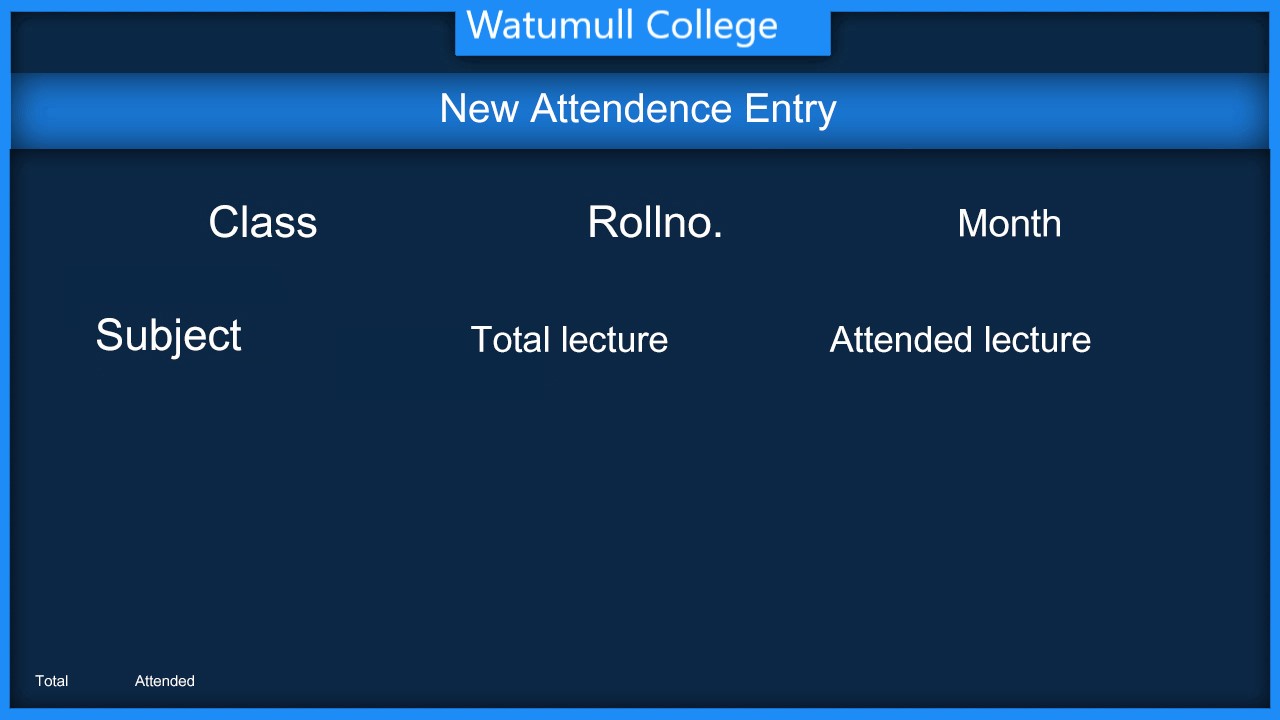 Watumull College
New Attendence Entry
Class Rollno. Month
Subject Total lecture Attended lecture
Total Attended